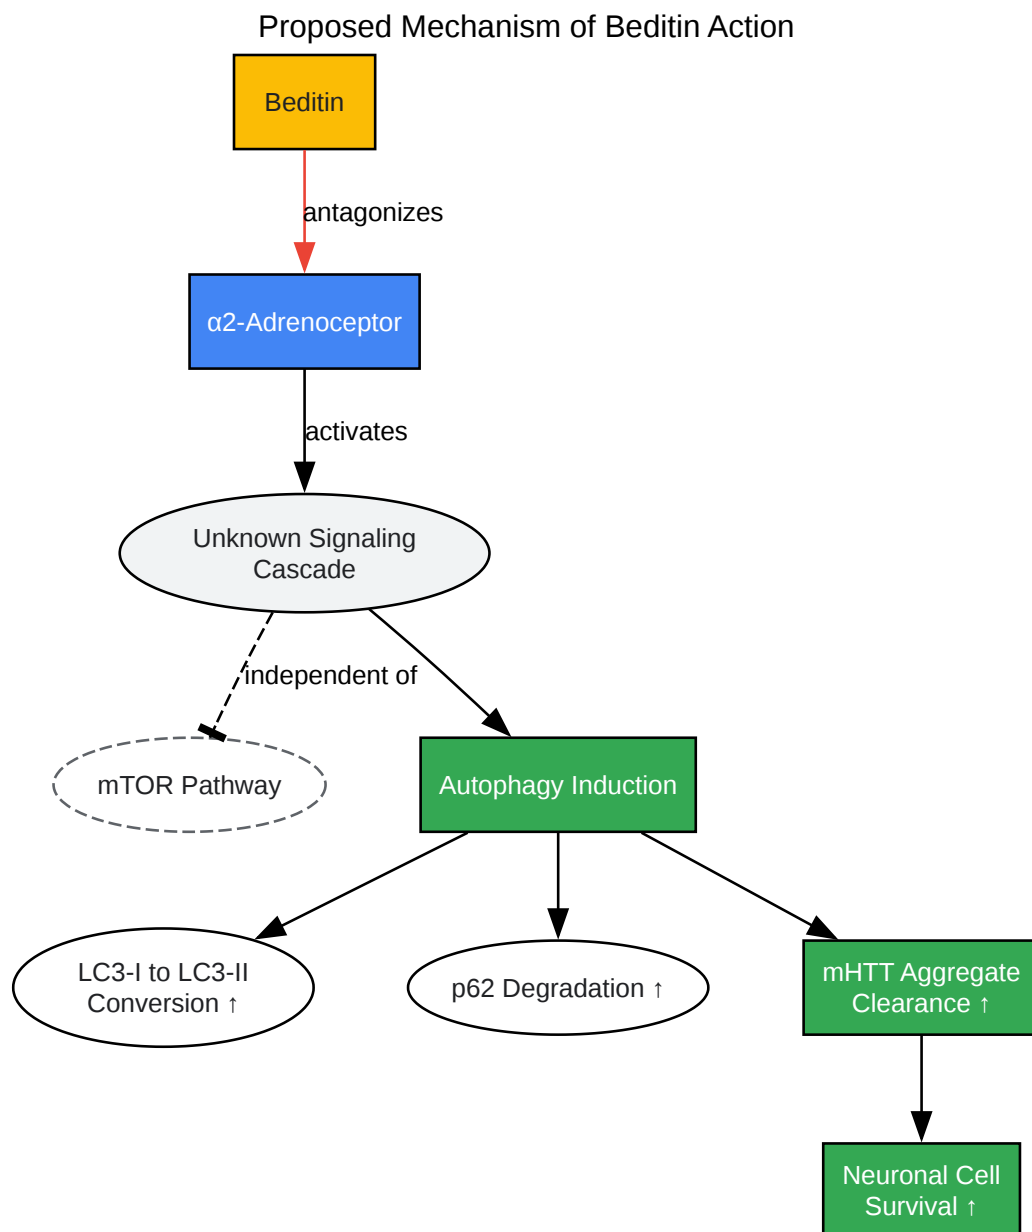 Proposed Mechanism of Beditin Action
Beditin
antagonizes
α2-Adrenoceptor
activates
Unknown Signaling
Cascade
independent of
mTOR Pathway
Autophagy Induction
LC3-I to LC3-II
Conversion ↑
p62 Degradation ↑
mHTT Aggregate
Clearance ↑
Neuronal Cell
Survival ↑